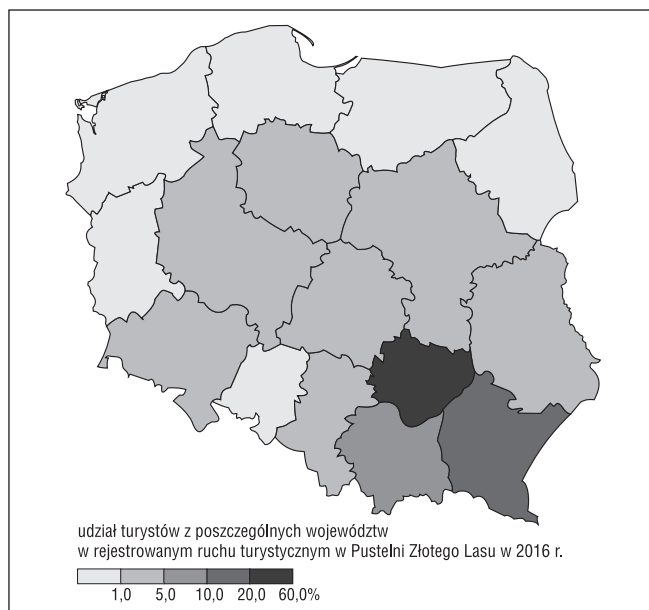 udział turystów z poszczególnych województw
w rejestrowanym ruchu turystycznym w Pustelni Złotego Lasu w 2016 r.
1,0 5,0 10,0 20,0 60,0%